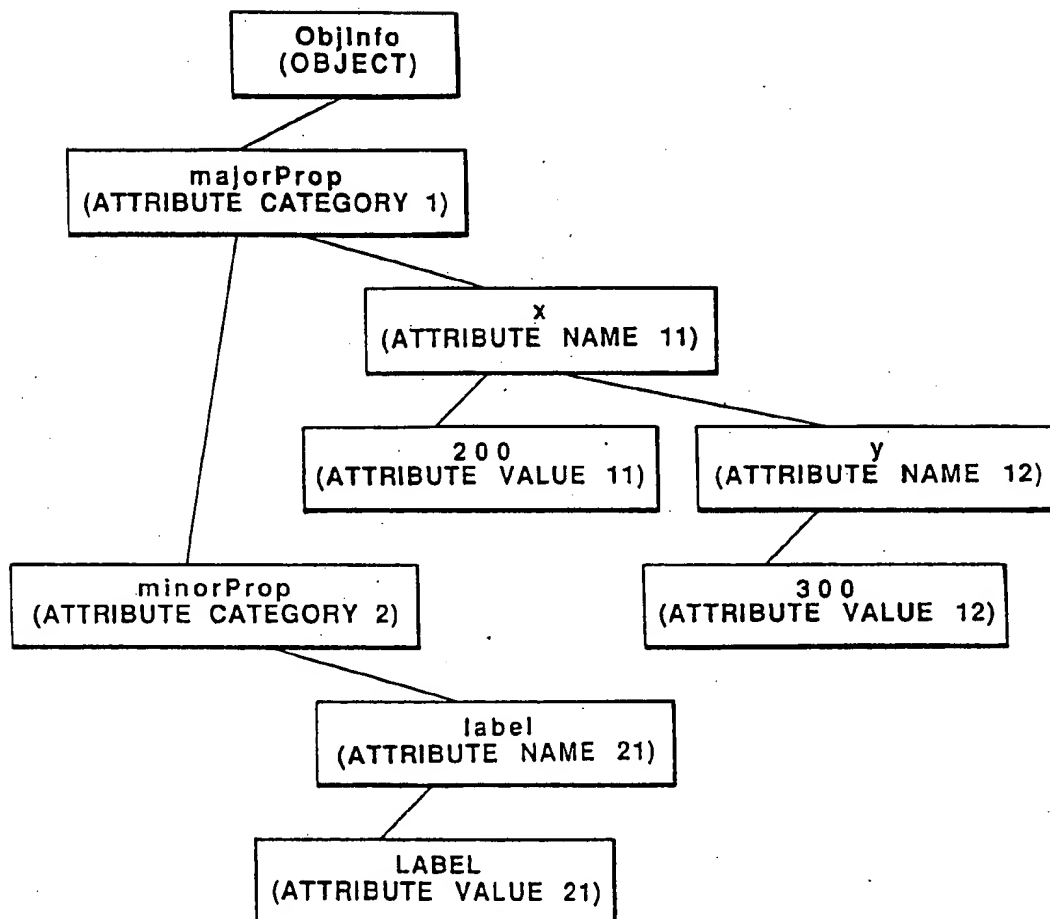 ObjInfo
(OBJECT)
majorProp
(ATTRIBUTE CATEGORY 1)
x
(ATTRIBUTE NAME 11)
200
(ATTRIBUTE VALUE 11)
y
(ATTRIBUTE NAME 12)
minorProp
(ATTRIBUTE CATEGORY 2)
300
(ATTRIBUTE VALUE 12)
label
(ATTRIBUTE NAME 21)
LABEL
(ATTRIBUTE VALUE 21)